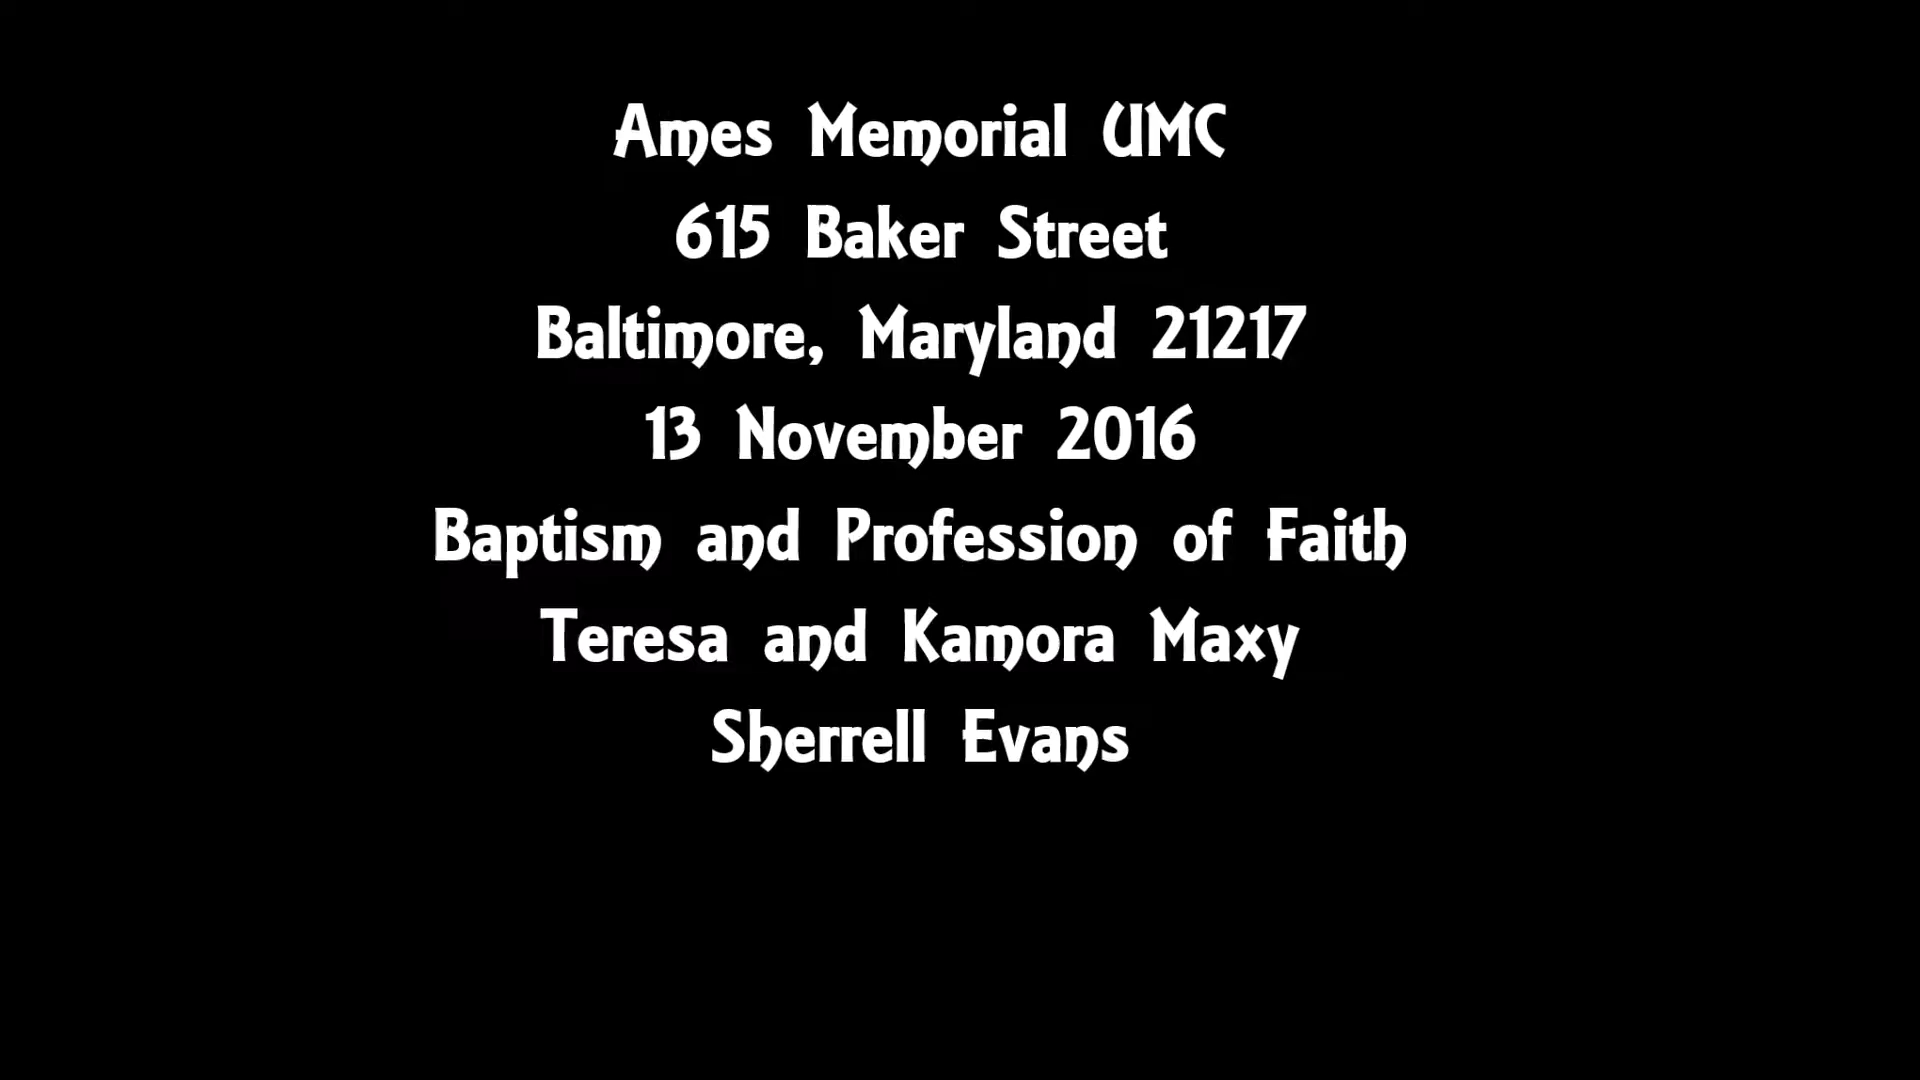 Ames Memorial UMC
615 Baker Street
Baltimore, Maryland 21217
13 November 2016
Baptism and Profession of Faith
Teresa and Kamora Maxy
Sherrell Evans